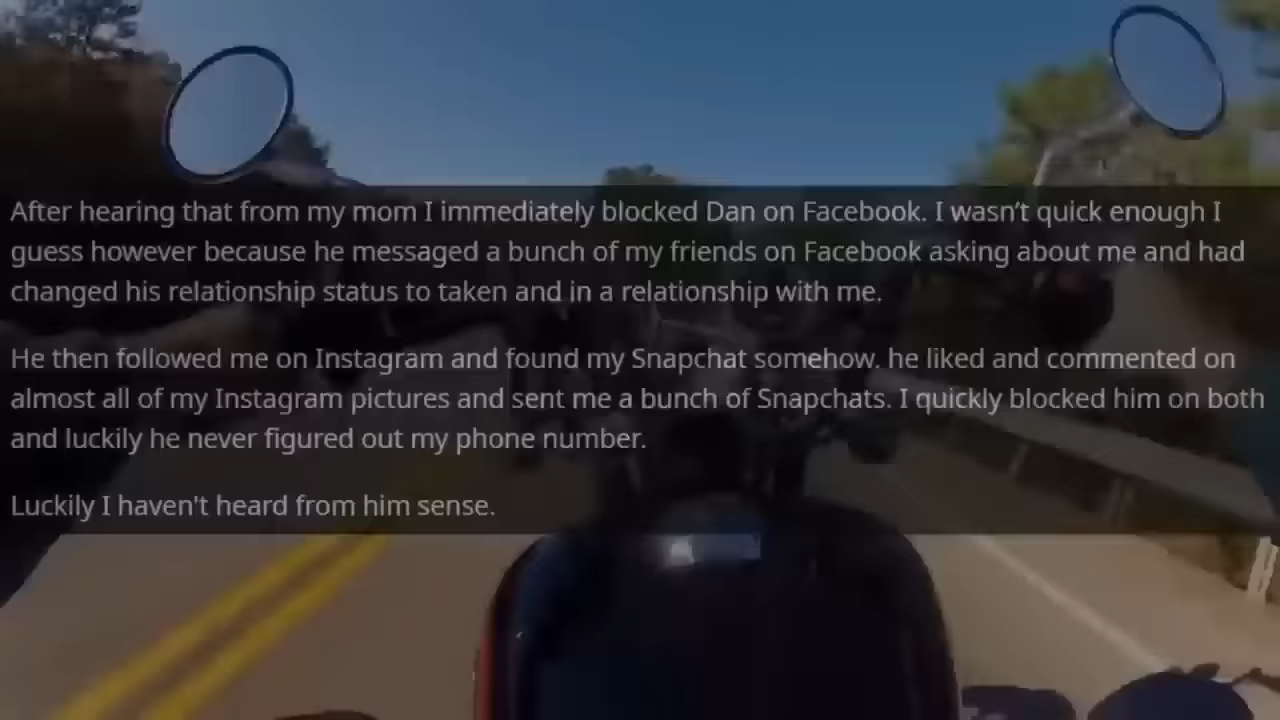 After hearing that from my mom I immediately blocked Dan on Facebook. I wasn’t quick enough I
guess however because he messaged a bunch of my friends on Facebook asking about me and had
changed his relationship status to taken and in a relationship with me.
He then followed me on Instagram and found my Snapchat somehow. he liked and commented on
almost all of my Instagram pictures and sent me a bunch of Snapchats. I quickly blocked him on both
and luckily he never figured out my phone number.
Luckily I haven't heard from him sense.